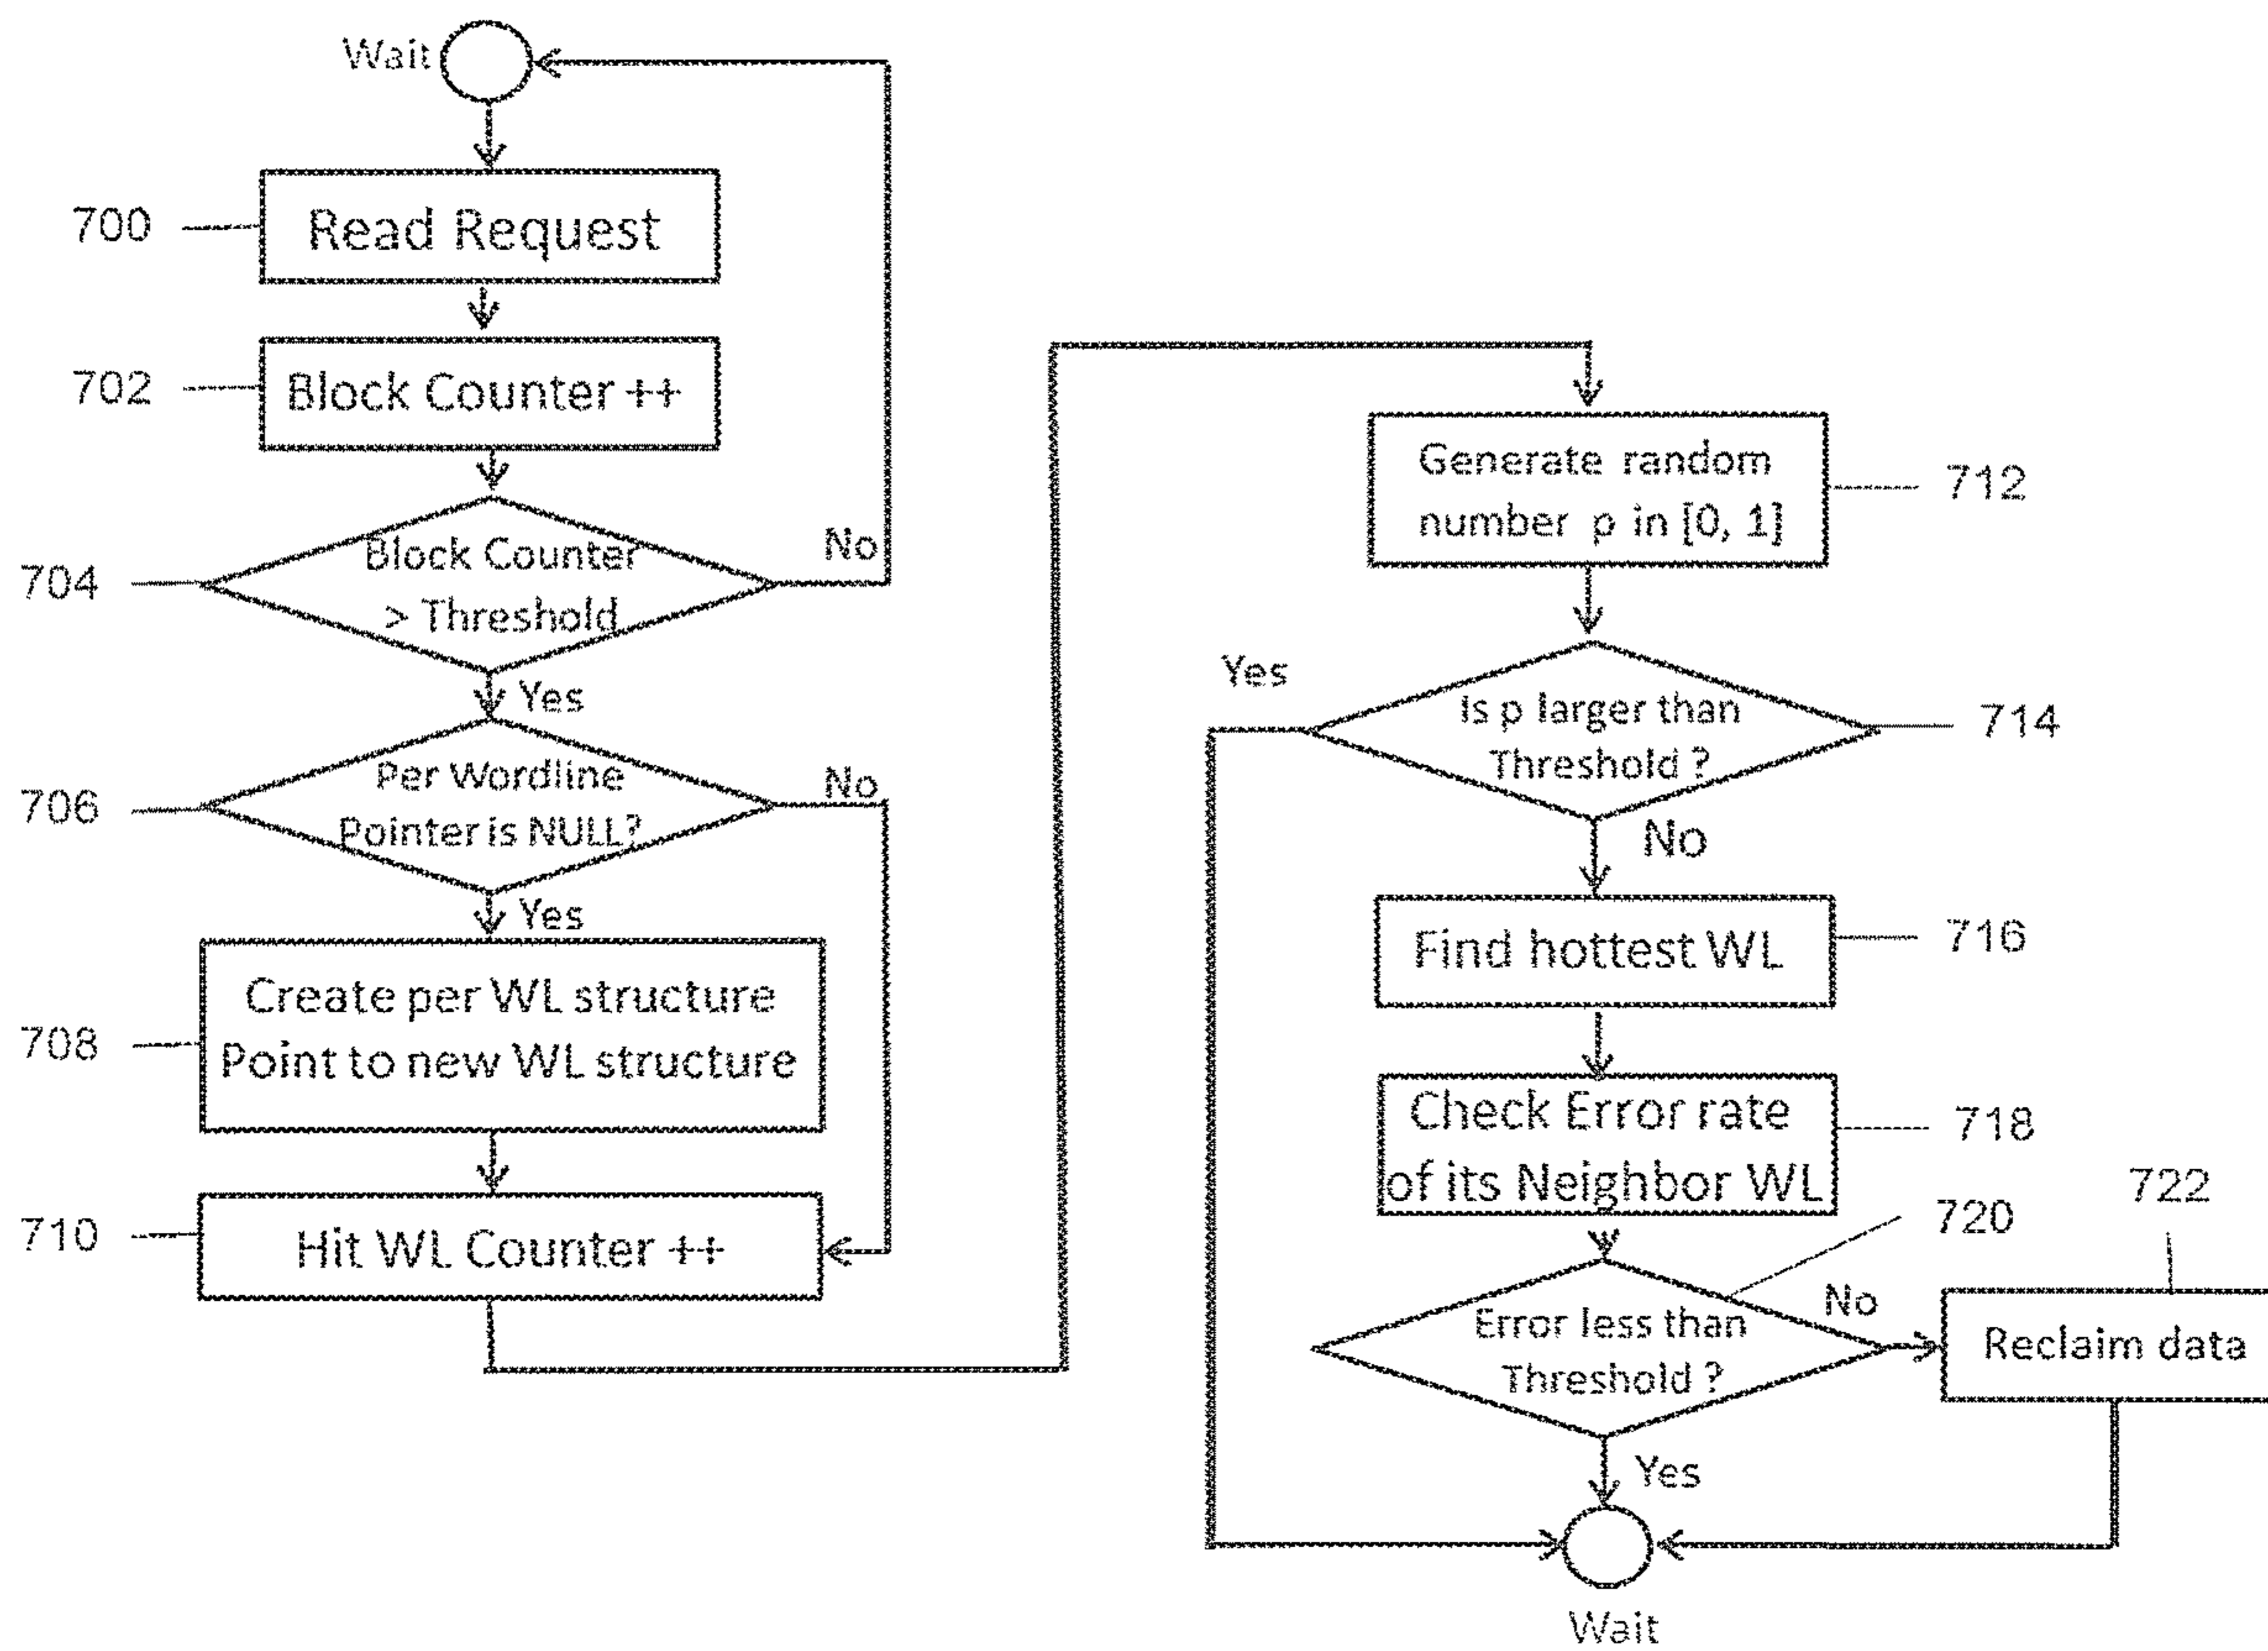 Wait
700
Read Request
702
Block Counter ++
704
Block Counter
> Threshold
No
Yes
706
Per Wordline
Pointer is NULL?
No
Yes
708
Create per WL structure
Point to new WL structure
710
Hit WL Counter ++
Generate random
number p in [0, 1]
712
Yes
Is p larger than
Threshold ?
714
No
Find hottest WL
716
Check Error rate
of its Neighbor WL
718
720
722
Error less than
Threshold ?
No
Reclaim data
Yes
Wait